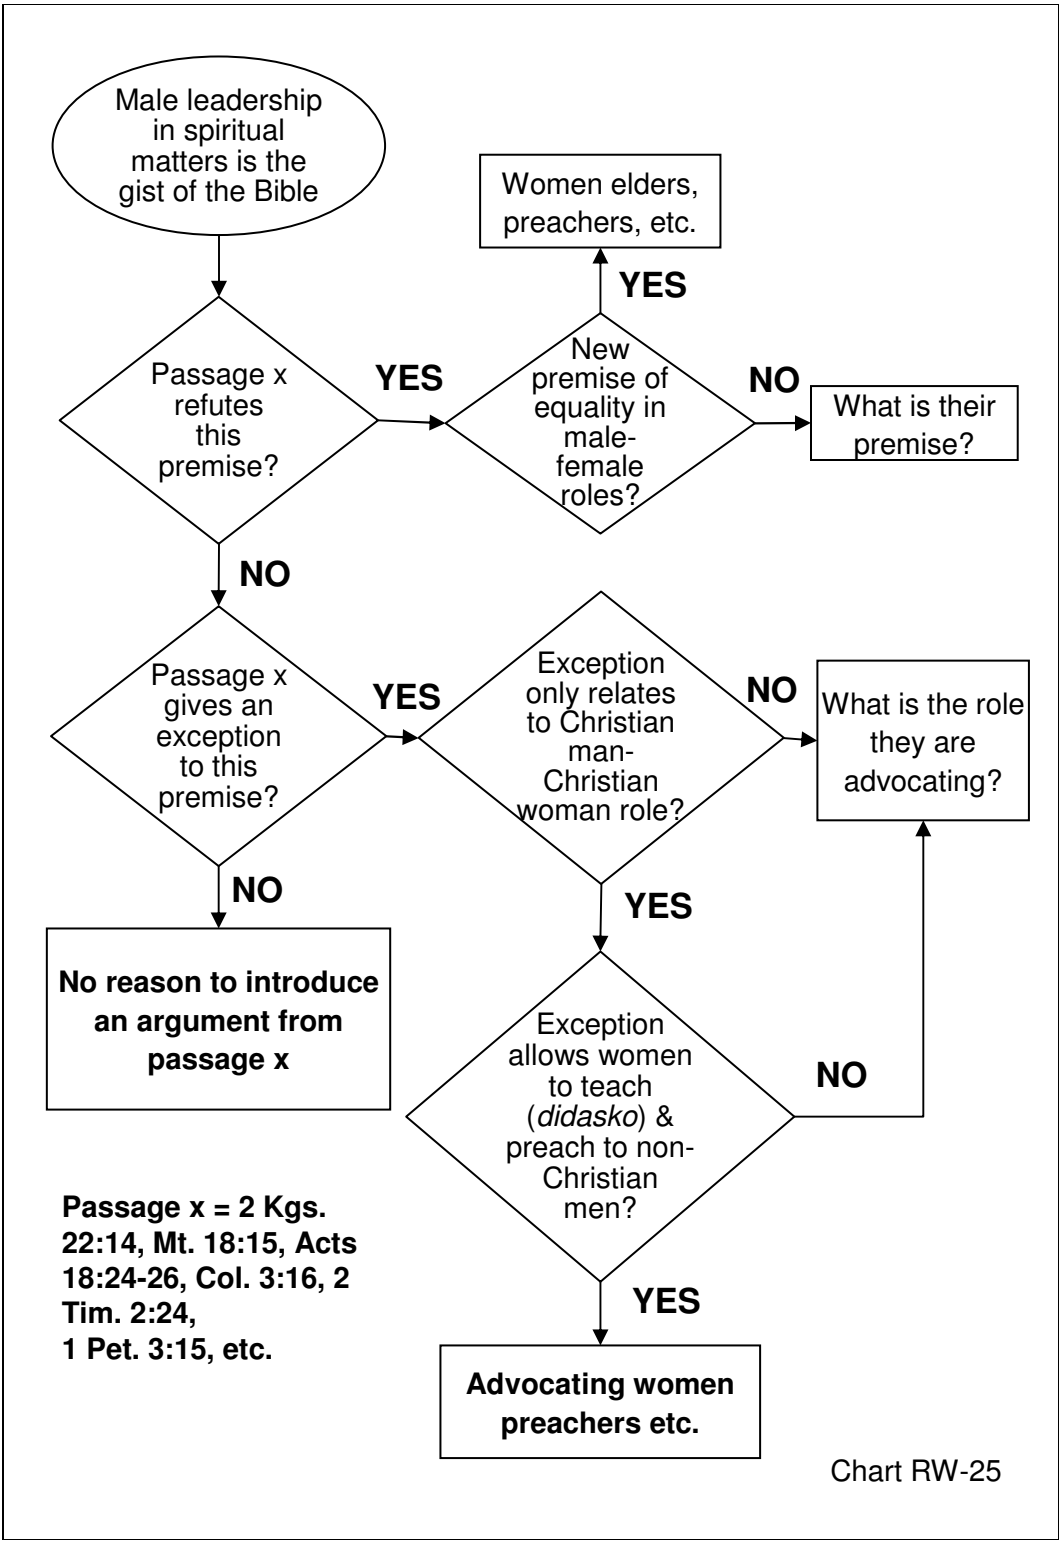 Male leadership
in spiritual
matters is the
gist of the Bible
Women elders,
preachers, etc.
YES
Passage x
refutes
this
premise?
YES
New
premise of
equality in
male-
female
roles?
NO
What is their
premise?
NO
Passage x
gives an
exception
to this
premise?
YES
Exception
only relates
to Christian
man-
Christian
woman role?
NO
What is the role
they are
advocating?
NO
YES
No reason to introduce
an argument from
passage x
Exception
allows women
to teach
(didasko) &
preach to non-
Christian
men?
NO
Passage x = 2 Kgs.
22:14, Mt. 18:15, Acts
18:24-26, Col. 3:16, 2
Tim. 2:24,
1 Pet. 3:15, etc.
YES
Advocating women
preachers etc.
Chart RW-25